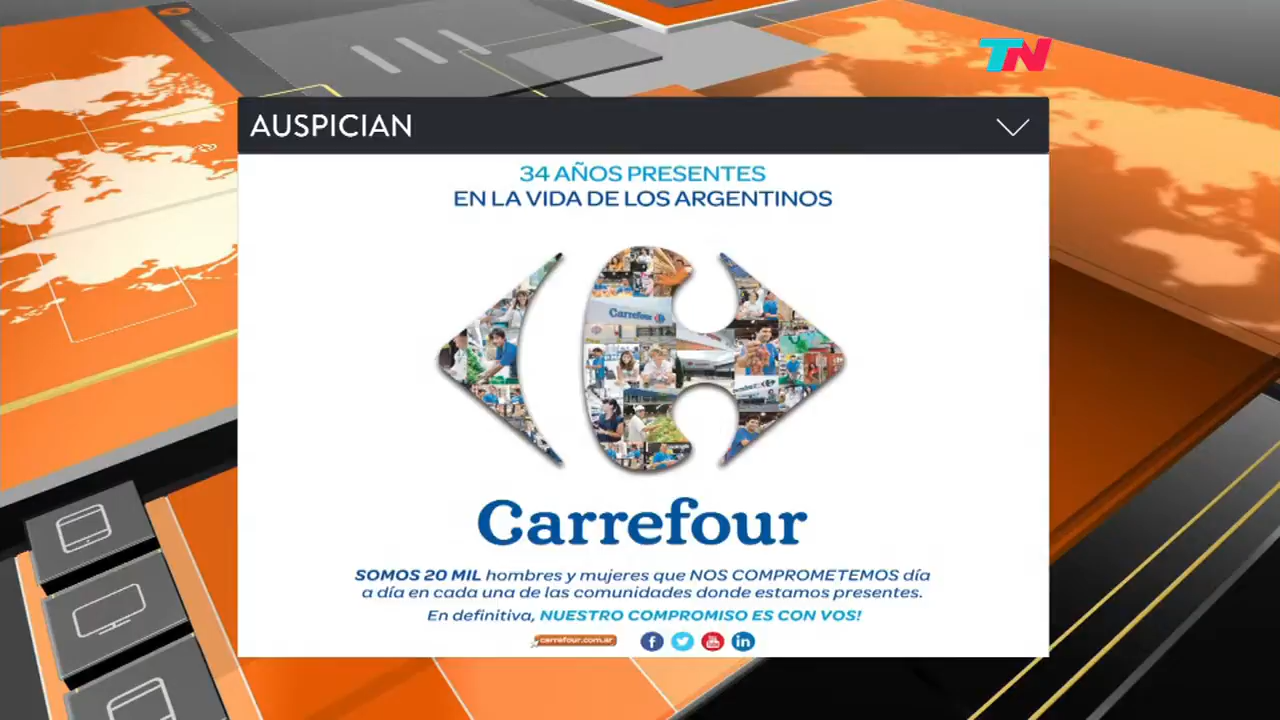 TN
AUSPICIAN
34 AÑOS PRESENTES
EN LA VIDA DE LOS ARGENTINOS
Carrefour
Carrefour
SOMOS 20 MIL hombres y mujeres que NOS COMPROMETEMOS día
a día en cada una de las comunidades donde estamos presentes.
En definitiva, NUESTRO COMPROMISO ES CON VOS!
carrefour.com.ar